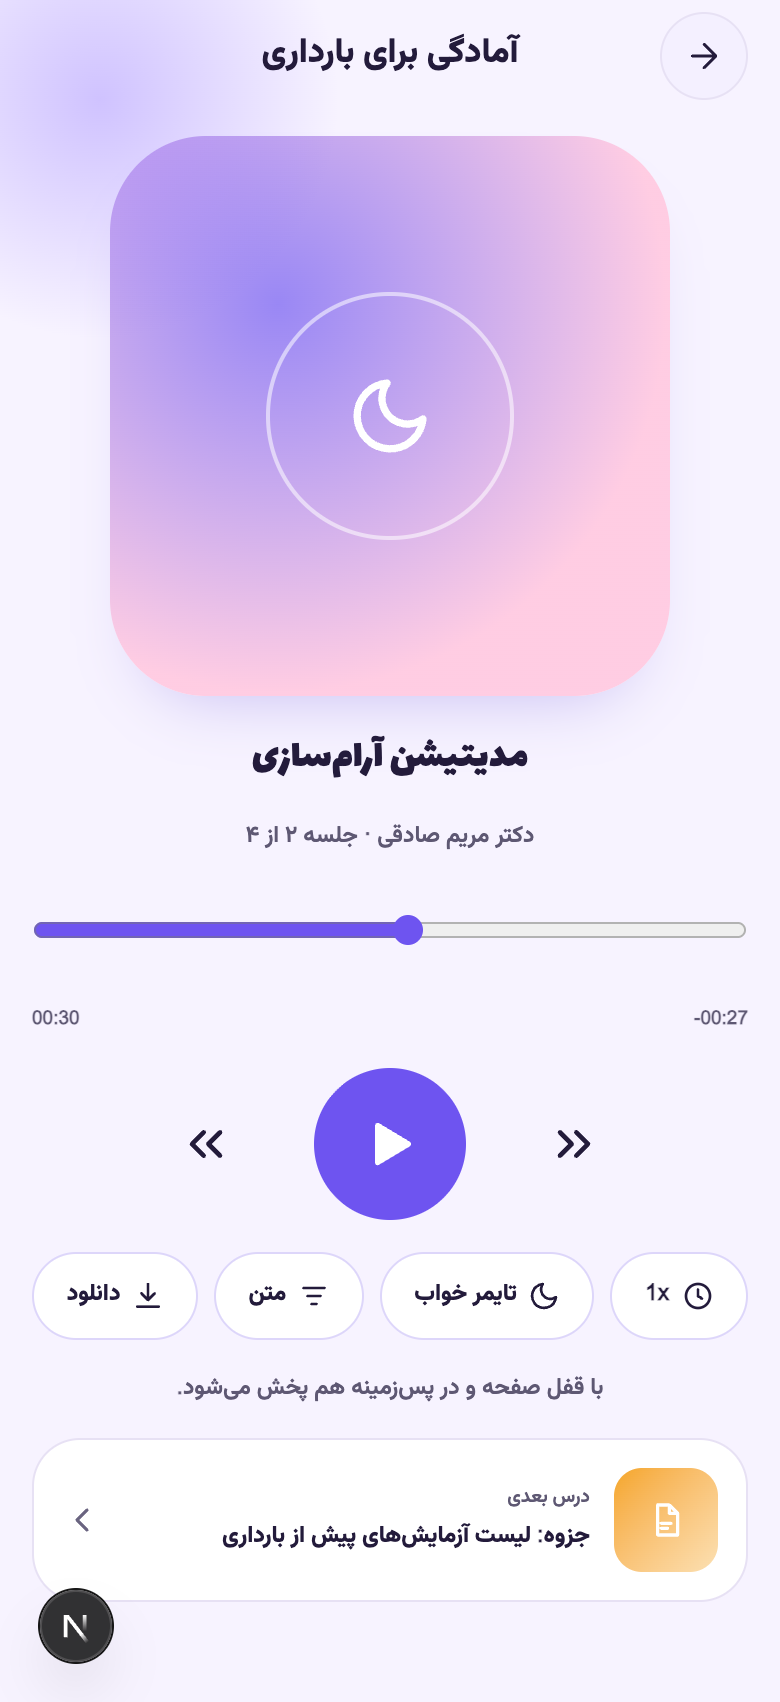 آمادگی برای بارداری
مدیتیشن آرام‌سازی
دکتر مریم صادقی · جلسه ۲ از ۴
00:30
-00:27
1x
تایمر خواب
متن
دانلود
با قفل صفحه و در پس‌زمینه هم پخش می‌شود.
درس بعدی
جزوه: لیست آزمایش‌های پیش از بارداری
N